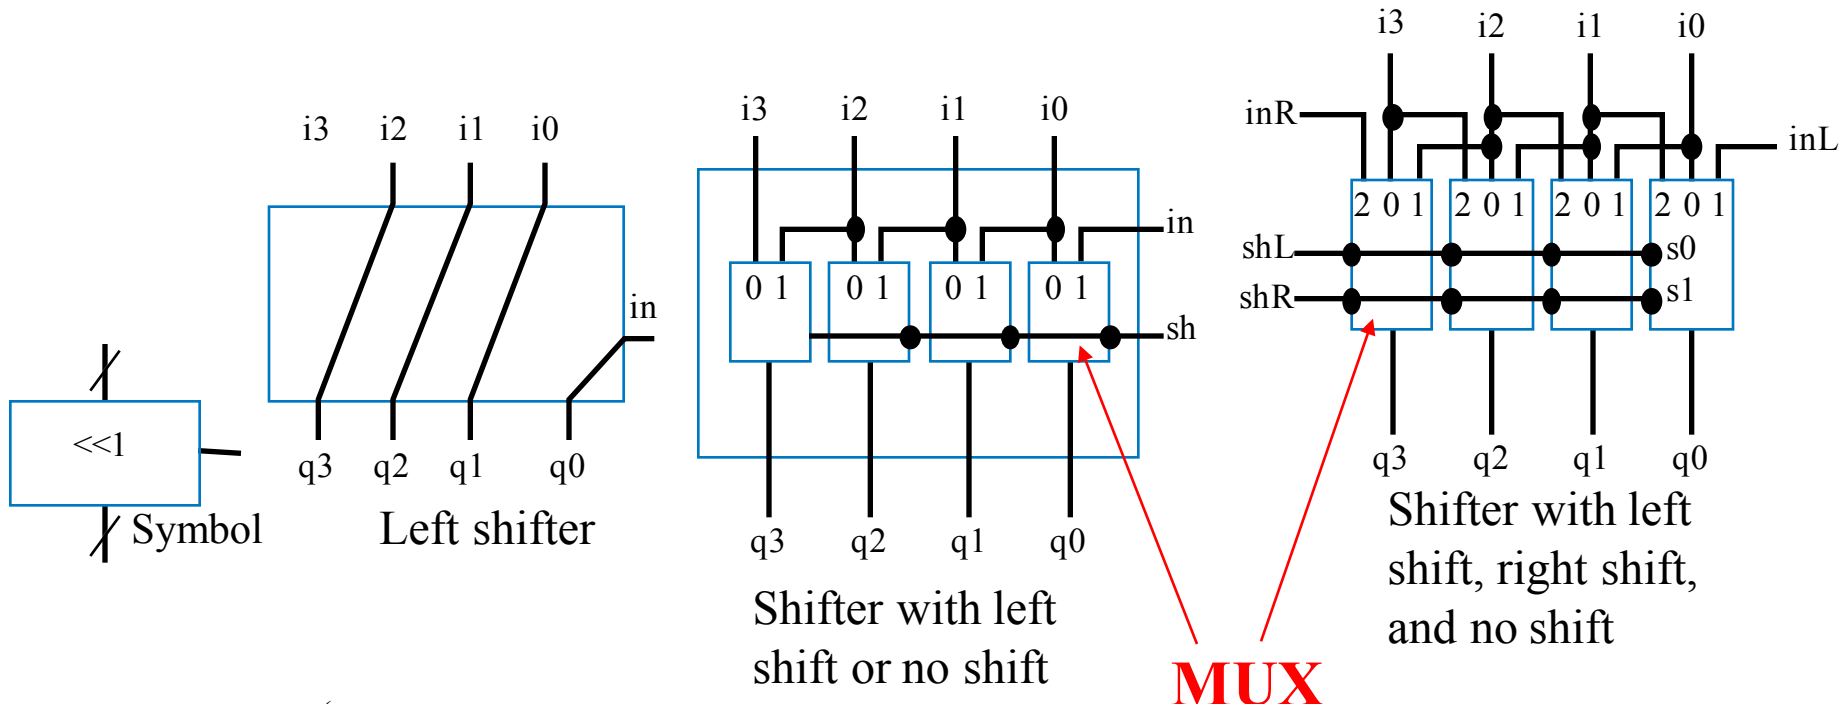 <<1
Symbol
i3 i2 i1 i0
in
q3 q2 q1 q0
Left shifter
i3 i2 i1 i0
in
0 1 0 1 0 1 0 1
sh
q3 q2 q1 q0
Shifter with left
shift or no shift
i3 i2 i1 i0
inR
inL
2 0 1 2 0 1 2 0 1 2 0 1
shL s0
shR s1
q3 q2 q1 q0
Shifter with left
shift, right shift,
and no shift
MUX